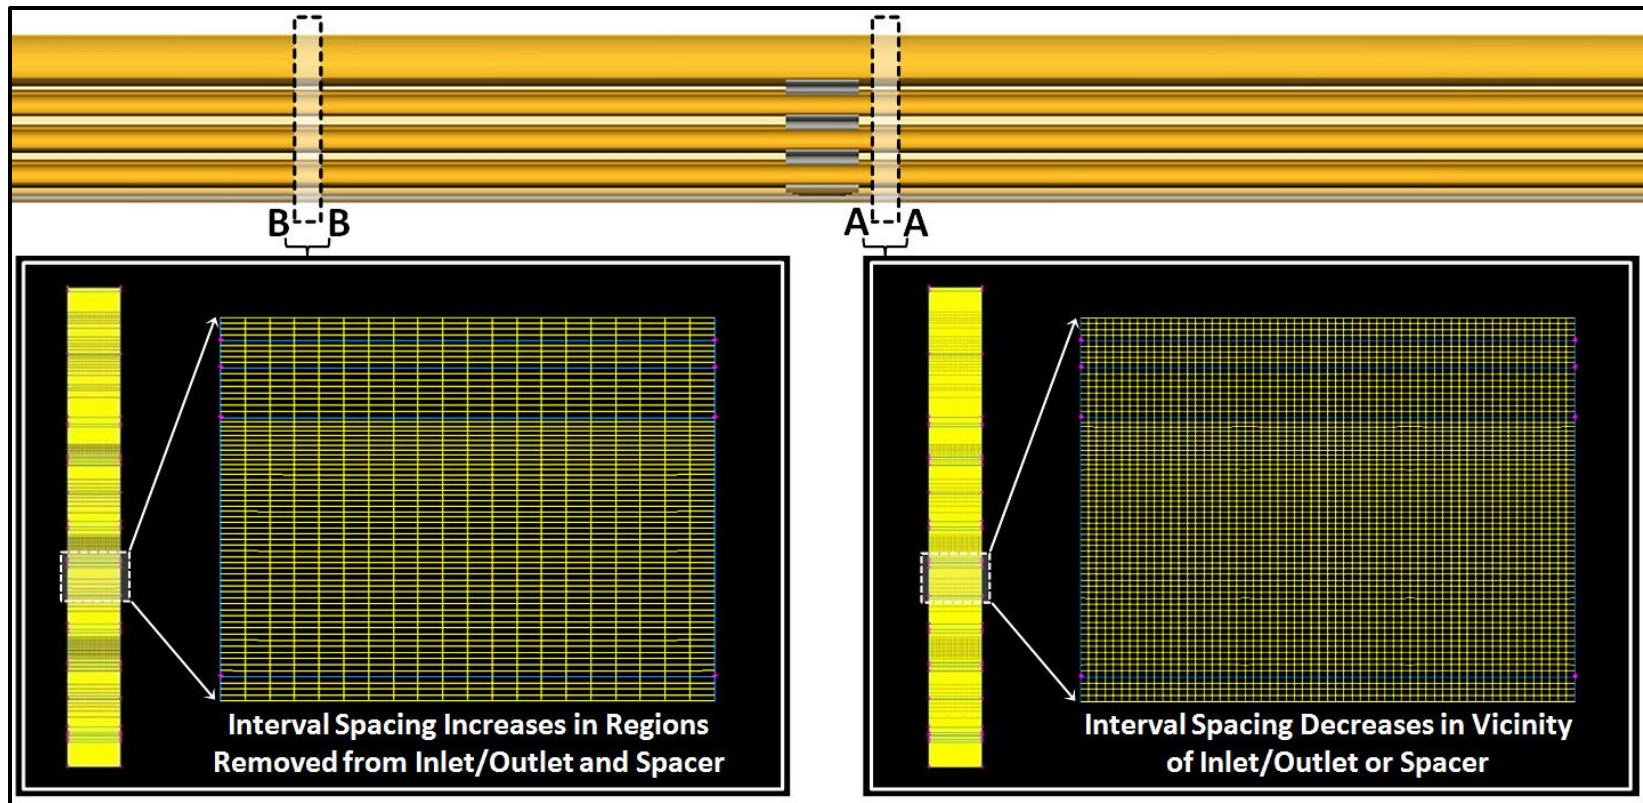 B B
A A
Interval Spacing Increases in Regions
Removed from Inlet/Outlet and Spacer
Interval Spacing Decreases in Vicinity
of Inlet/Outlet or Spacer